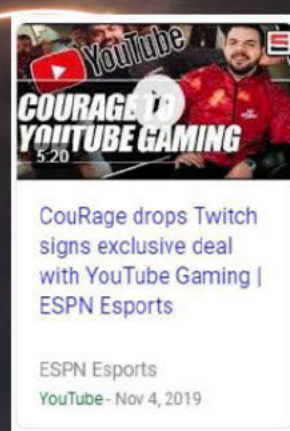 YouTube
COURAGE TO
YOUTUBE GAMING
5:20
CouRage drops Twitch
signs exclusive deal
with YouTube Gaming |
ESPN Esports
ESPN Esports
YouTube - Nov 4, 2019